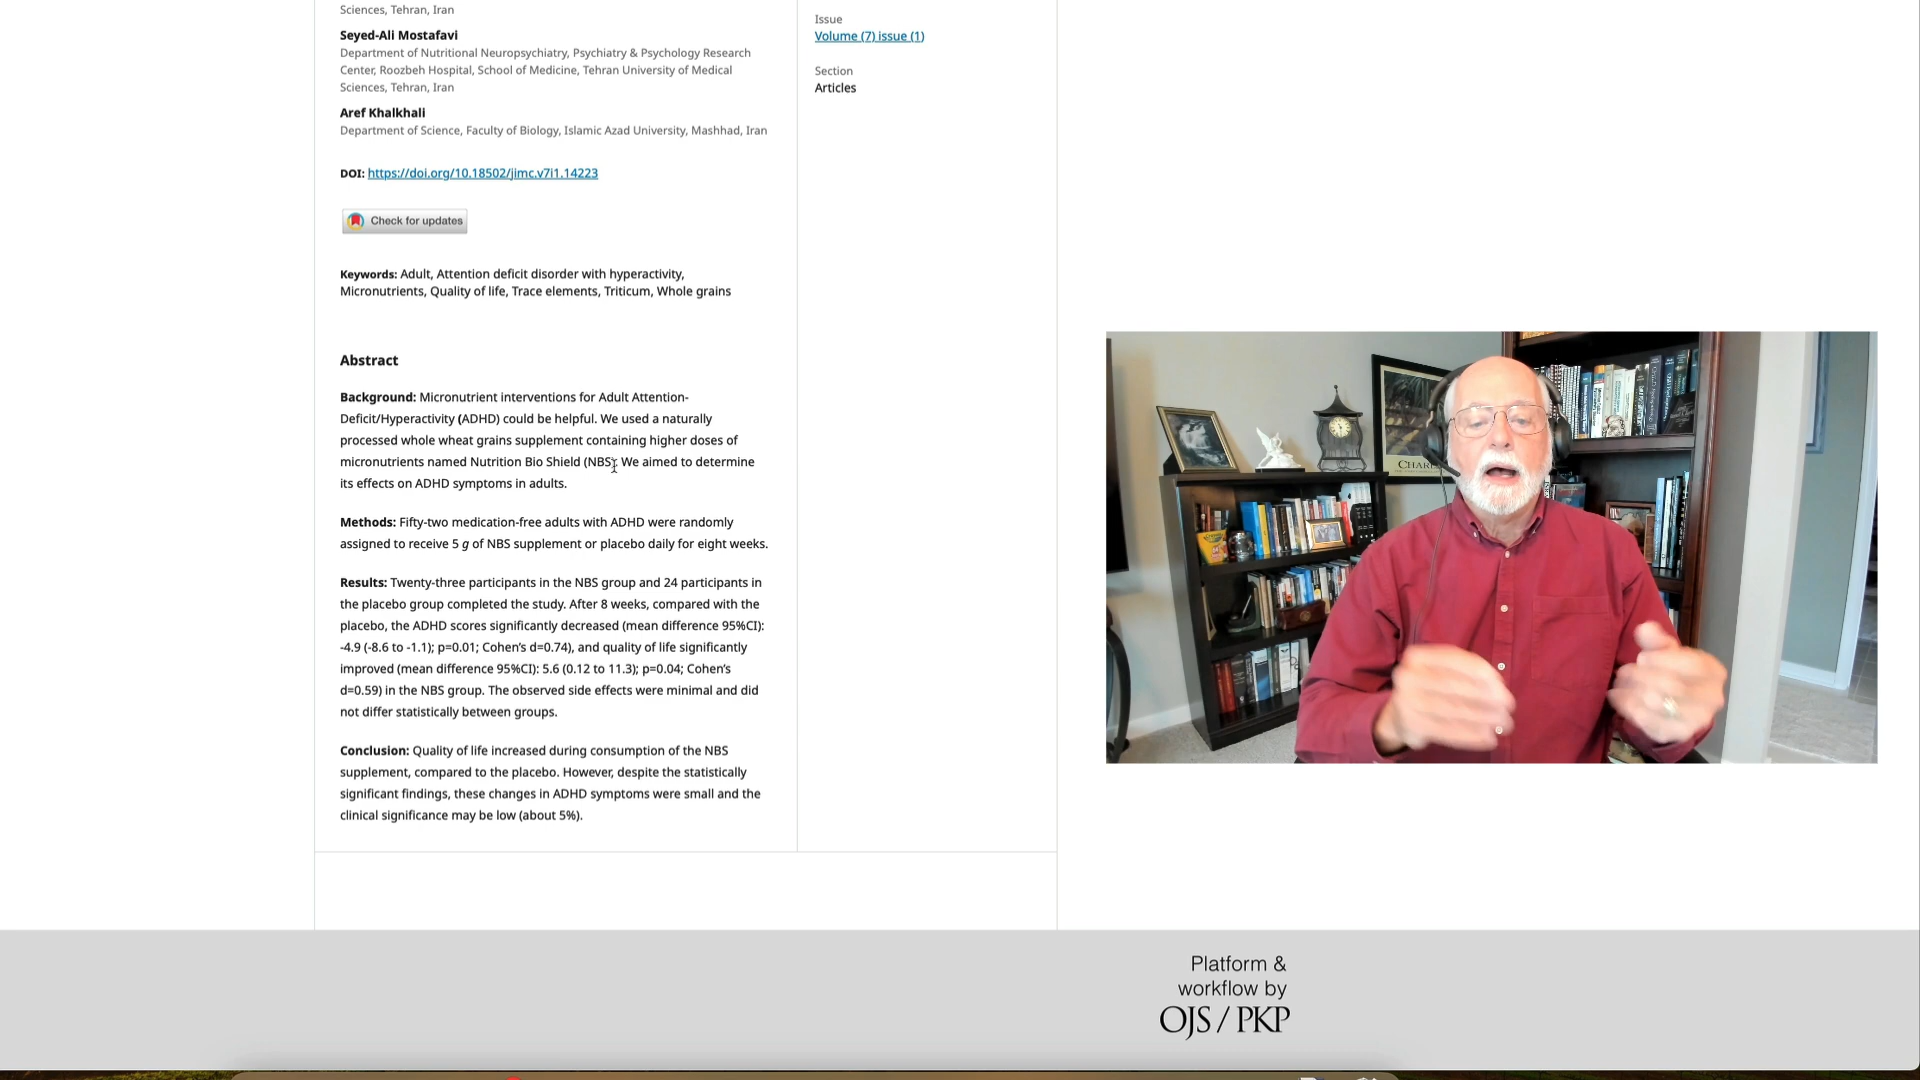 Sciences, Tehran, Iran
Seyed-Ali Mostafavi
Department of Nutritional Neuropsychiatry, Psychiatry & Psychology Research
Center, Roozbeh Hospital, School of Medicine, Tehran University of Medical
Sciences, Tehran, Iran
Aref Khalkhali
Department of Science, Faculty of Biology, Islamic Azad University, Mashhad, Iran
DOI: https://doi.org/10.18502/jimc.v7i1.14223
Check for updates
Keywords: Adult, Attention deficit disorder with hyperactivity,
Micronutrients, Quality of life, Trace elements, Triticum, Whole grains
Abstract
Background: Micronutrient interventions for Adult Attention-
Deficit/Hyperactivity (ADHD) could be helpful. We used a naturally
processed whole wheat grains supplement containing higher doses of
micronutrients named Nutrition Bio Shield (NBS). We aimed to determine
its effects on ADHD symptoms in adults.
Methods: Fifty-two medication-free adults with ADHD were randomly
assigned to receive 5 g of NBS supplement or placebo daily for eight weeks.
Results: Twenty-three participants in the NBS group and 24 participants in
the placebo group completed the study. After 8 weeks, compared with the
placebo, the ADHD scores significantly decreased (mean difference 95%CI):
-4.9 (-8.6 to -1.1); p=0.01; Cohen's d=0.74), and quality of life significantly
improved (mean difference 95%CI): 5.6 (0.12 to 11.3); p=0.04; Cohen's
d=0.59) in the NBS group. The observed side effects were minimal and did
not differ statistically between groups.
Conclusion: Quality of life increased during consumption of the NBS
supplement, compared to the placebo. However, despite the statistically
significant findings, these changes in ADHD symptoms were small and the
clinical significance may be low (about 5%).
Issue
Volume (7) issue (1)
Section
Articles
CHAR
Platform &
workflow by
OJS / PKP